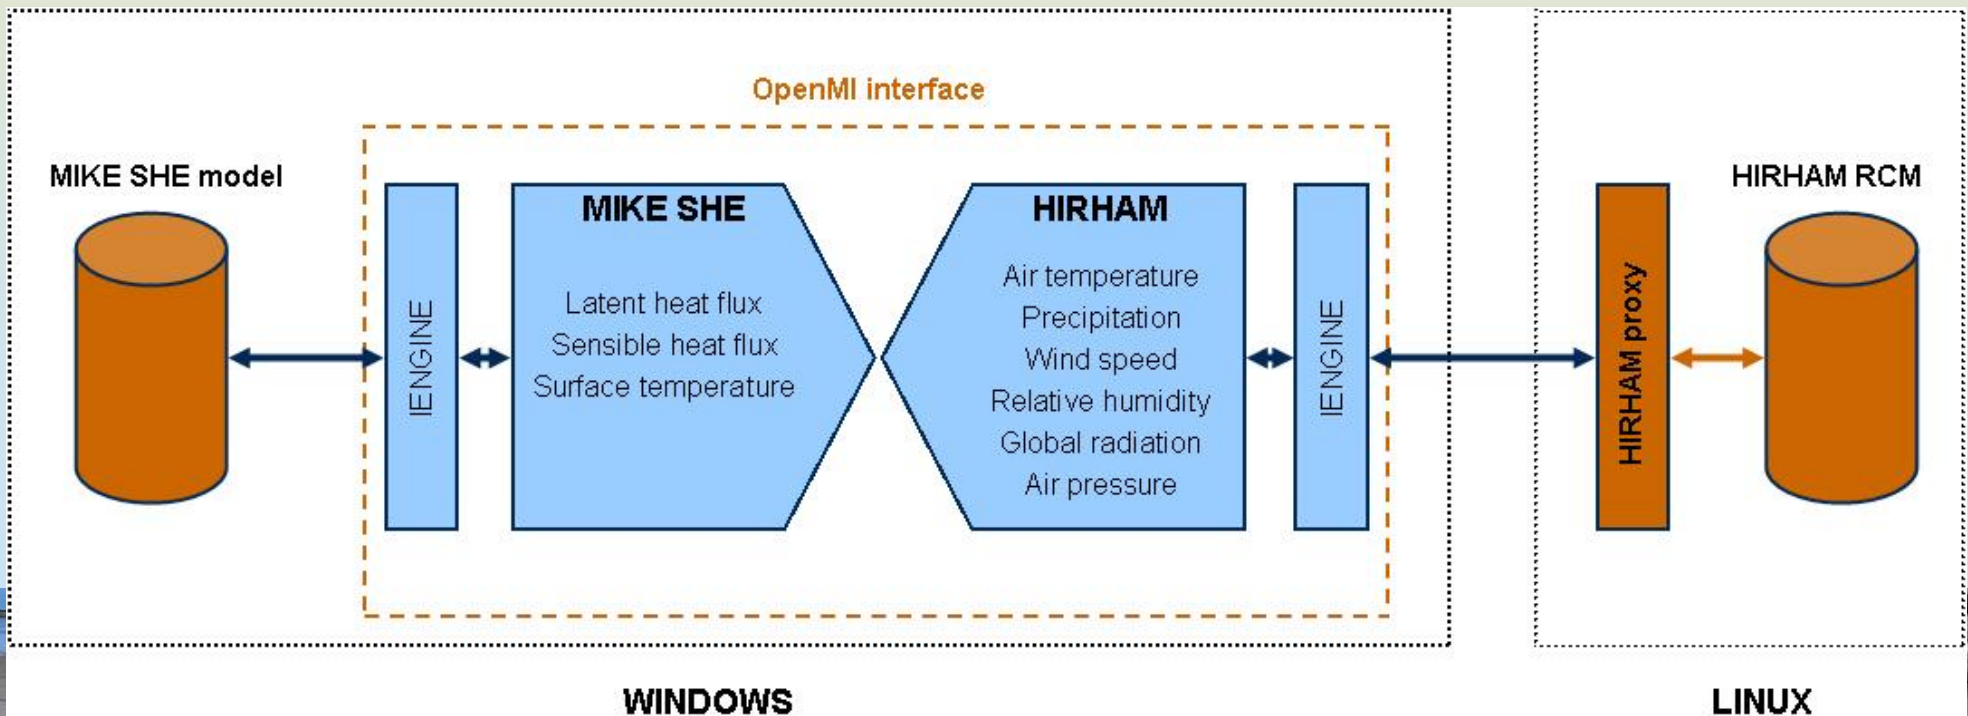 OpenMI interface
MIKE SHE model
IENGINE
MIKE SHE
Latent heat flux
Sensible heat flux
Surface temperature
HIRHAM
Air temperature
Precipitation
Wind speed
Relative humidity
Global radiation
Air pressure
IENGINE
HIRHAM proxy
HIRHAM RCM
WINDOWS
LINUX